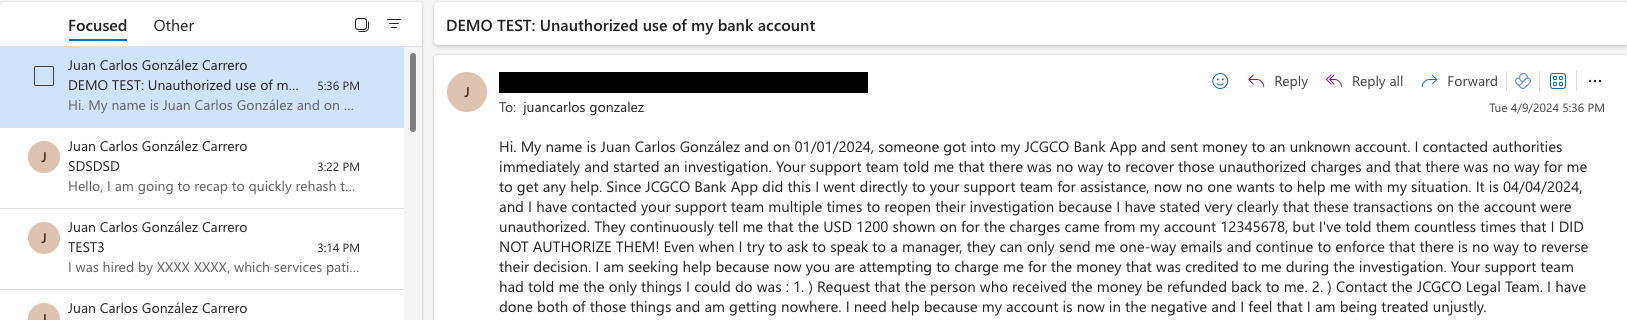 Focused Other
Juan Carlos González Carrero
DEMO TEST: Unauthorized use of m... 5:36 PM
Hi. My name is Juan Carlos González and on ...
J
Juan Carlos González Carrero
SDSDSD 3:22 PM
Hello, I am going to recap to quickly rehash t...
J
Juan Carlos González Carrero
TEST3 3:14 PM
I was hired by XXXX XXXX, which services pati...
J
Juan Carlos González Carrero
DEMO TEST: Unauthorized use of my bank account
J
Reply Reply all Forward
To: juancarlos gonzalez
Tue 4/9/2024 5:36 PM
Hi. My name is Juan Carlos González and on 01/01/2024, someone got into my JCGCO Bank App and sent money to an unknown account. I contacted authorities
immediately and started an investigation. Your support team told me that there was no way to recover those unauthorized charges and that there was no way for me
to get any help. Since JCGCO Bank App did this I went directly to your support team for assistance, now no one wants to help me with my situation. It is 04/04/2024,
and I have contacted your support team multiple times to reopen their investigation because I have stated very clearly that these transactions on the account were
unauthorized. They continuously tell me that the USD 1200 shown on for the charges came from my account 12345678, but I've told them countless times that I DID
NOT AUTHORIZE THEM! Even when I try to ask to speak to a manager, they can only send me one-way emails and continue to enforce that there is no way to reverse
their decision. I am seeking help because now you are attempting to charge me for the money that was credited to me during the investigation. Your support team
had told me the only things I could do was : 1. ) Request that the person who received the money be refunded back to me. 2. ) Contact the JCGCO Legal Team. I have
done both of those things and am getting nowhere. I need help because my account is now in the negative and I feel that I am being treated unjustly.